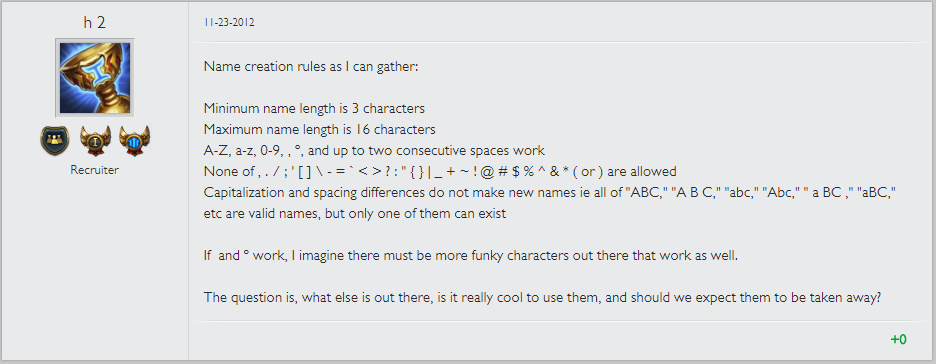 h 2
11-23-2012
Recruiter
Name creation rules as I can gather:
Minimum name length is 3 characters
Maximum name length is 16 characters
A-Z, a-z, 0-9, , °, and up to two consecutive spaces work
None of , . / ; ' [ ] \ - = ` < > ? : " { } | _ + ~ ! @ # $ % ^ & * ( or ) are allowed
Capitalization and spacing differences do not make new names ie all of "ABC," "A B C," "abc," "Abc," " a BC ," "aBC,"
etc are valid names, but only one of them can exist
If  and ° work, I imagine there must be more funky characters out there that work as well.
The question is, what else is out there, is it really cool to use them, and should we expect them to be taken away?
+0